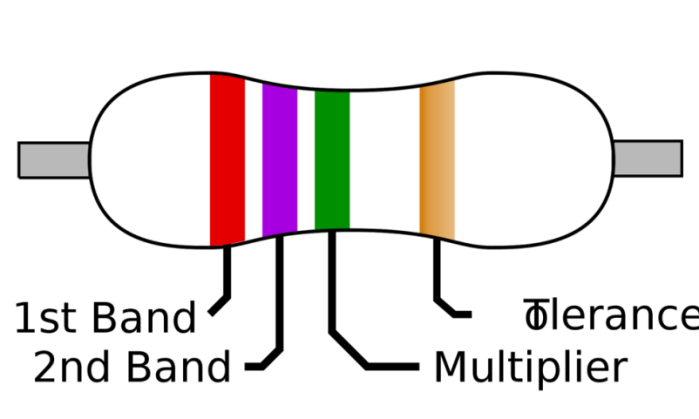 1st Band
Tolerance
2nd Band
Multiplier